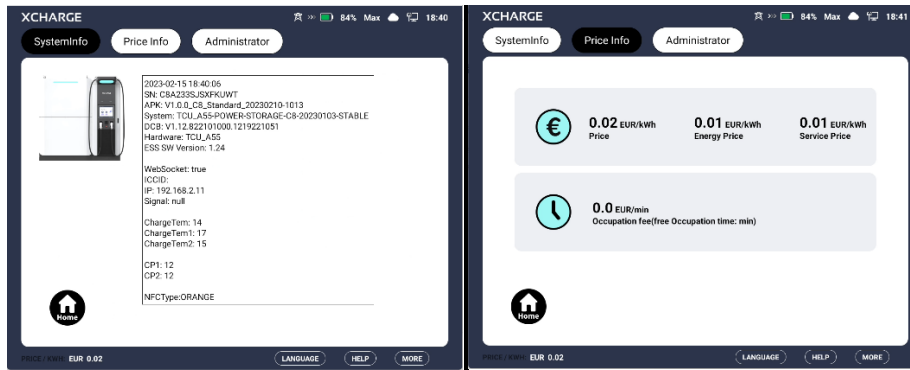 XCHARGE
84% Max 18:40
SystemInfo Price Info Administrator
2023-02-15 18:40:06
SN: C8A233SJSXFKUWT
APK: V1.0.0_C8_Standard_20230210-1013
System: TCU_A55-POWER-STORAGE-C8-20230103-STABLE
DCB: V1.12.822101000.1219221051
Hardware: TCU_A55
ESS SW Version: 1.24
WebSocket: true
ICCID:
IP: 192.168.2.11
Signal: null
ChargeTem: 14
ChargeTem1: 17
ChargeTem2: 15
CP1: 12
CP2: 12
NFCType:ORANGE
Home
PRICE / KWH: EUR 0.02
LANGUAGE HELP MORE
XCHARGE
84% Max 18:41
SystemInfo Price Info Administrator
0.02 EUR/kWh 0.01 EUR/kWh 0.01 EUR/kWh
Price Energy Price Service Price
0.0 EUR/min
Occupation fee(free Occupation time: min)
Home
PRICE / KWH: EUR 0.02
LANGUAGE HELP MORE